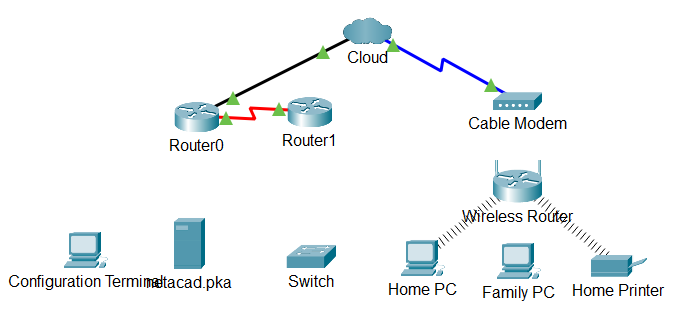 Cloud
Cable Modem
Router0
Router1
Wireless Router
Configuration Terminal
netacad.pka
Switch
Home PC
Family PC
Home Printer